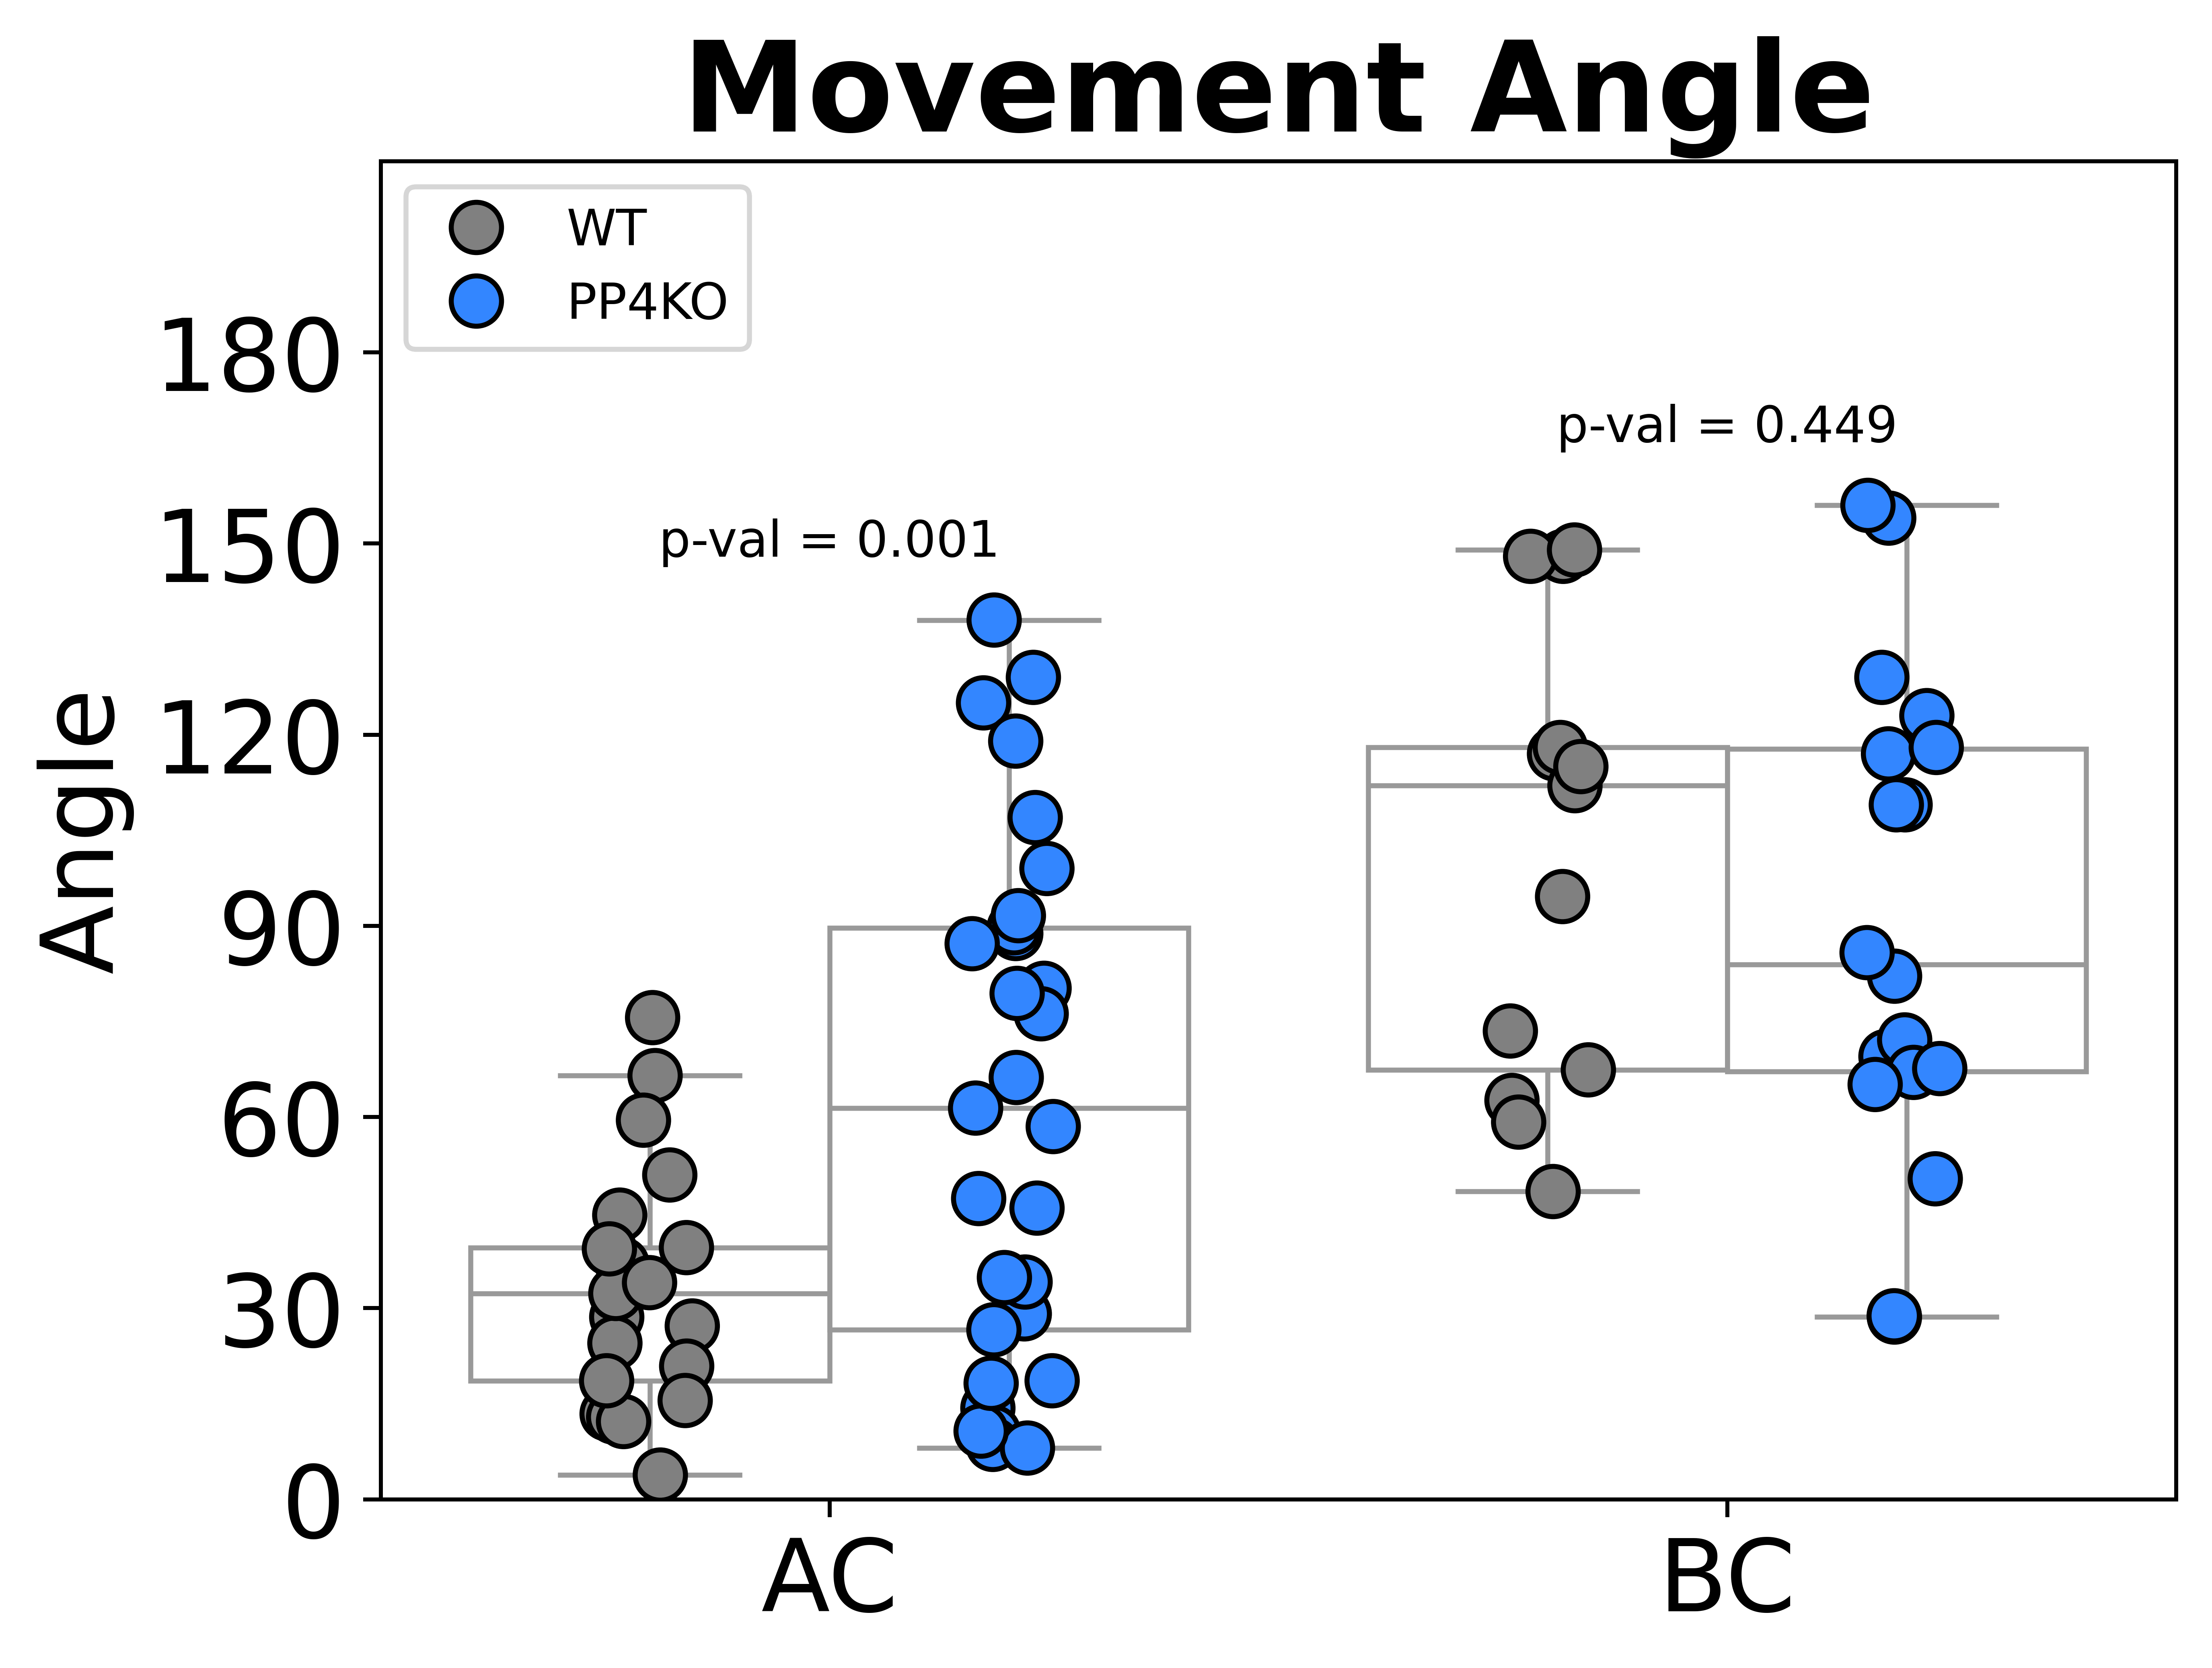 Movement Angle
WT
PP4KO
p-val = 0.449
p-val = 0.001
Angle
180
150
120
90
60
30
0
AC
BC